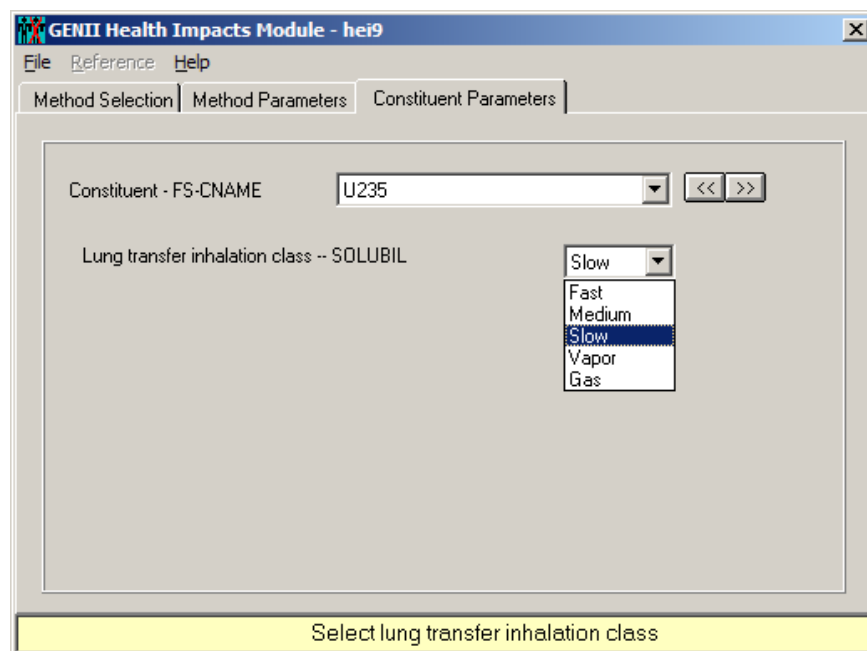 GENII Health Impacts Module - hei9
File Reference Help
Method Selection Method Parameters Constituent Parameters
Constituent - FS-CNAME U235 << >>
Lung transfer inhalation class -- SOLUBIL Slow
Fast
Medium
Slow
Vapor
Gas
Select lung transfer inhalation class